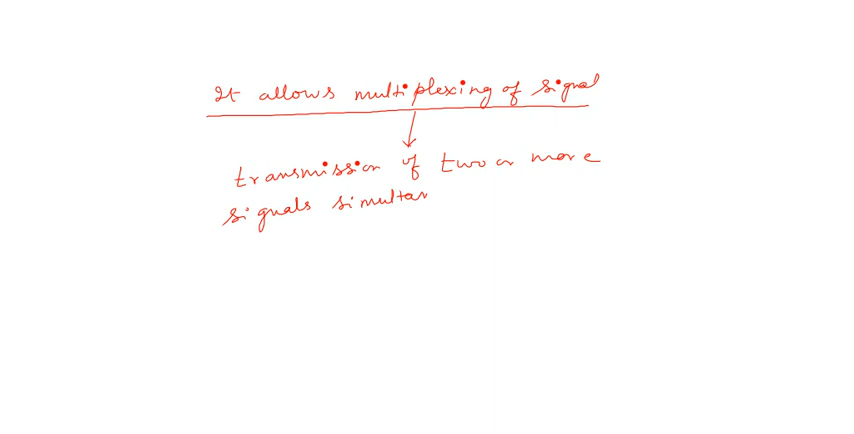 It allows multiplexing of signal
transmission of two or more
signals simultan